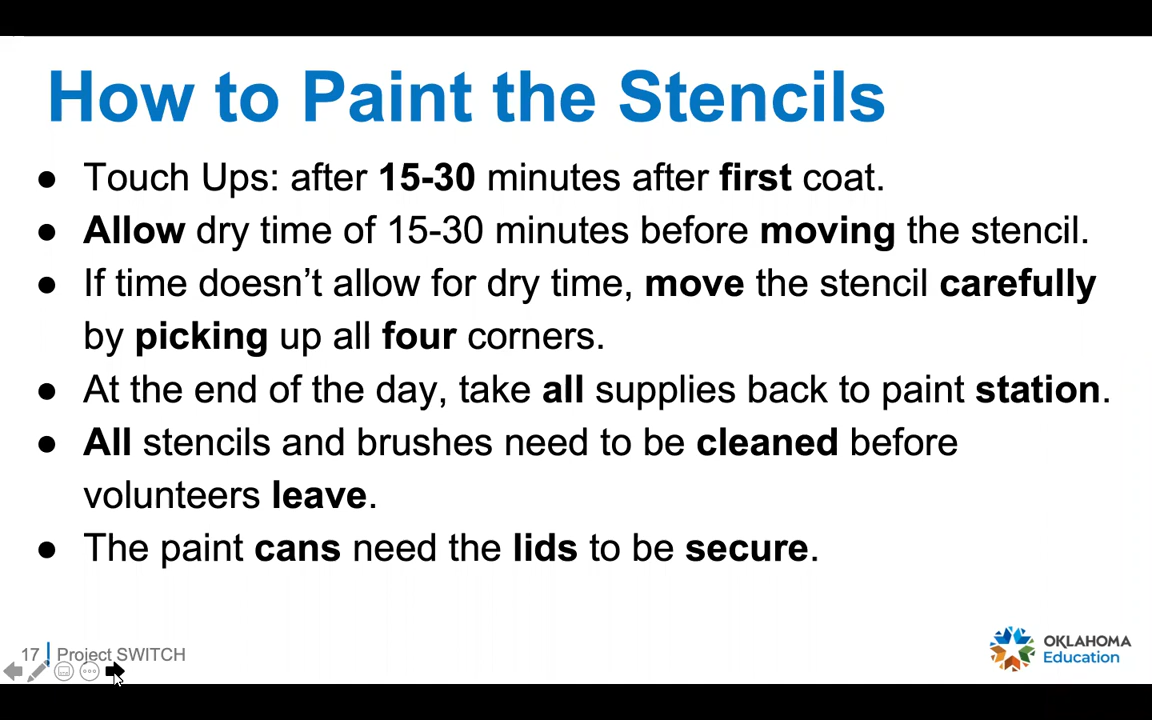 How to Paint the Stencils
● Touch Ups: after 15-30 minutes after first coat.
● Allow dry time of 15-30 minutes before moving the stencil.
● If time doesn’t allow for dry time, move the stencil carefully
by picking up all four corners.
● At the end of the day, take all supplies back to paint station.
● All stencils and brushes need to be cleaned before
volunteers leave.
● The paint cans need the lids to be secure.
17 Project SWITCH
OKLAHOMA
Education